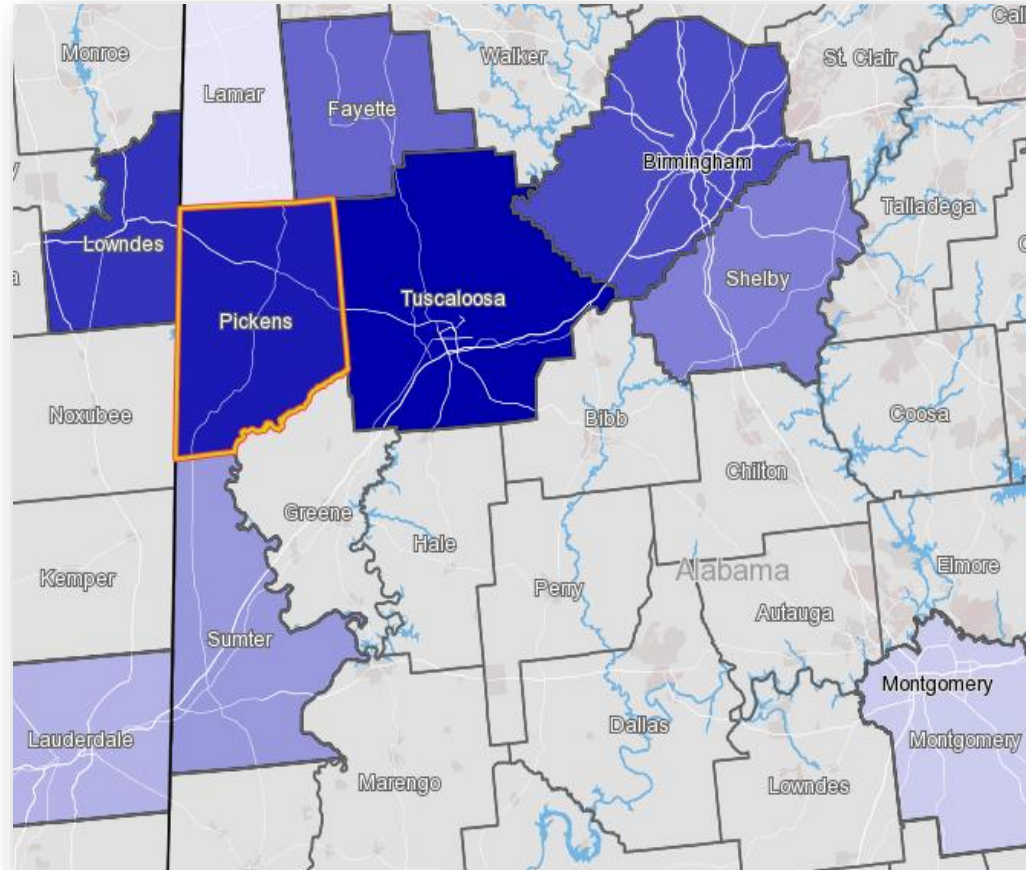 Monroe
Lamar
Fayette
Walker
St. Clair
Birmingham
Talladega
Lowndes
Shelby
Tuscaloosa
Pickens
Noxubee
Bibb
Coosa
Chilton
Greene
Hale
Elmore
Kemper
Perry
Alabama
Autauga
Sumter
Montgomery
Dallas
Lauderdale
Montgomery
Marengo
Lowndes